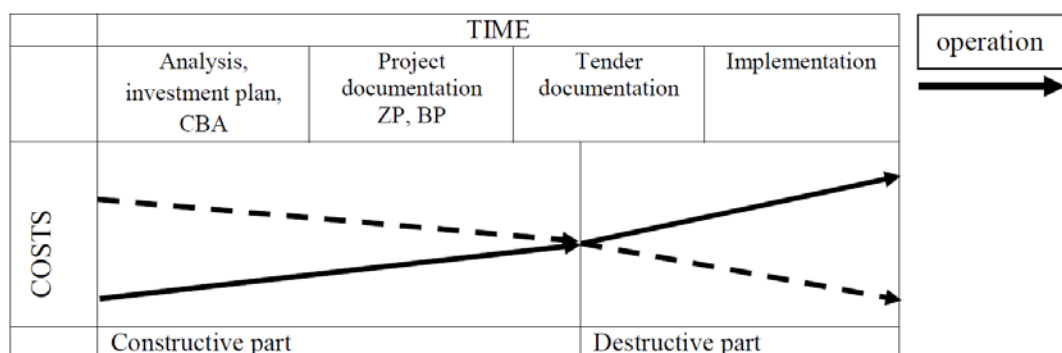 TIME
operation
Analysis,
investment plan,
CBA
Project
documentation
ZP, BP
Tender
documentation
Implementation
COSTS
Constructive part
Destructive part